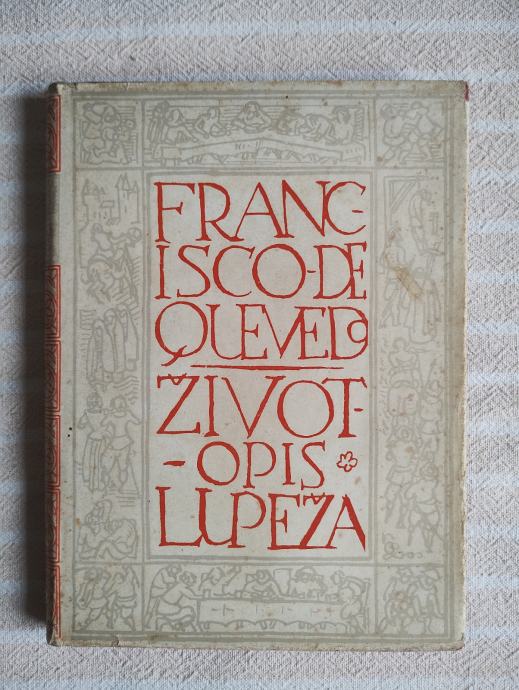 FRANC-
ISCO-DE
QUEVEDO
ŽIVOT-
-OPIS
LUPEŽA